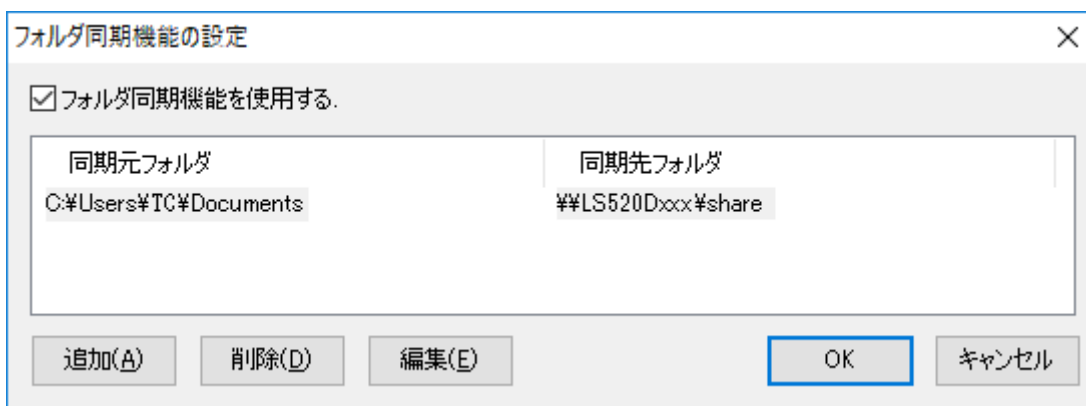 フォルダ同期機能の設定
フォルダ同期機能を使用する.
同期元フォルダ 同期先フォルダ
C:¥Users¥TC¥Documents ¥¥LS520Dxxx¥share
追加(A) 削除(D) 編集(E) OK キャンセル